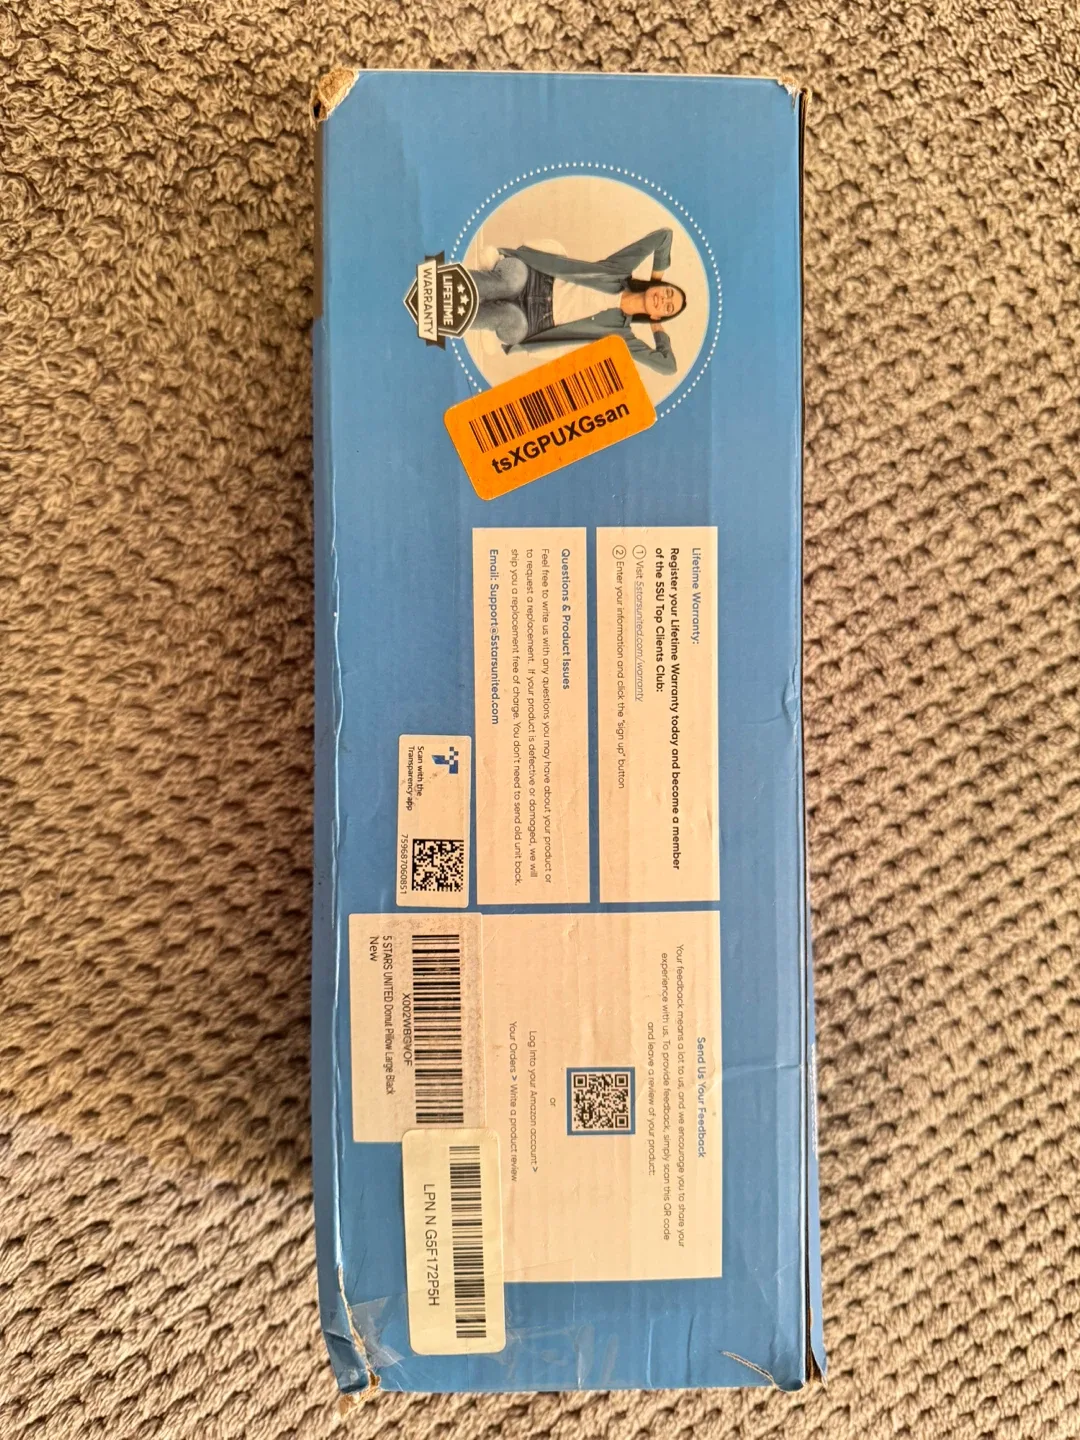 LIFETIME
WARRANTY
tsXGPUXGsan
Lifetime Warranty:
Register your Lifetime Warranty today and become a member
of the 5SU Top Clients Club:
1 Visit 5starsunited.com/warranty
2 Enter your information and click the "sign up" button
Questions & Product Issues
Feel free to write us with any questions you may have about your product or
to request a replacement. If your product is defective or damaged, we will
ship you a replacement free of charge. You don't need to send old unit back.
Email: Support@5starsunited.com
Scan with the
Transparency app
759687060851
Send Us Your Feedback
Your feedback means a lot to us, and we encourage you to share your
experience with us. To provide feedback, simply scan this QR code
and leave a review of your product:
or
Log into your Amazon account >
Your Orders > Write a product review
X002WBGVOF
5 STARS UNITED Donut Pillow Large Black
New
LPN N G5F172P5H